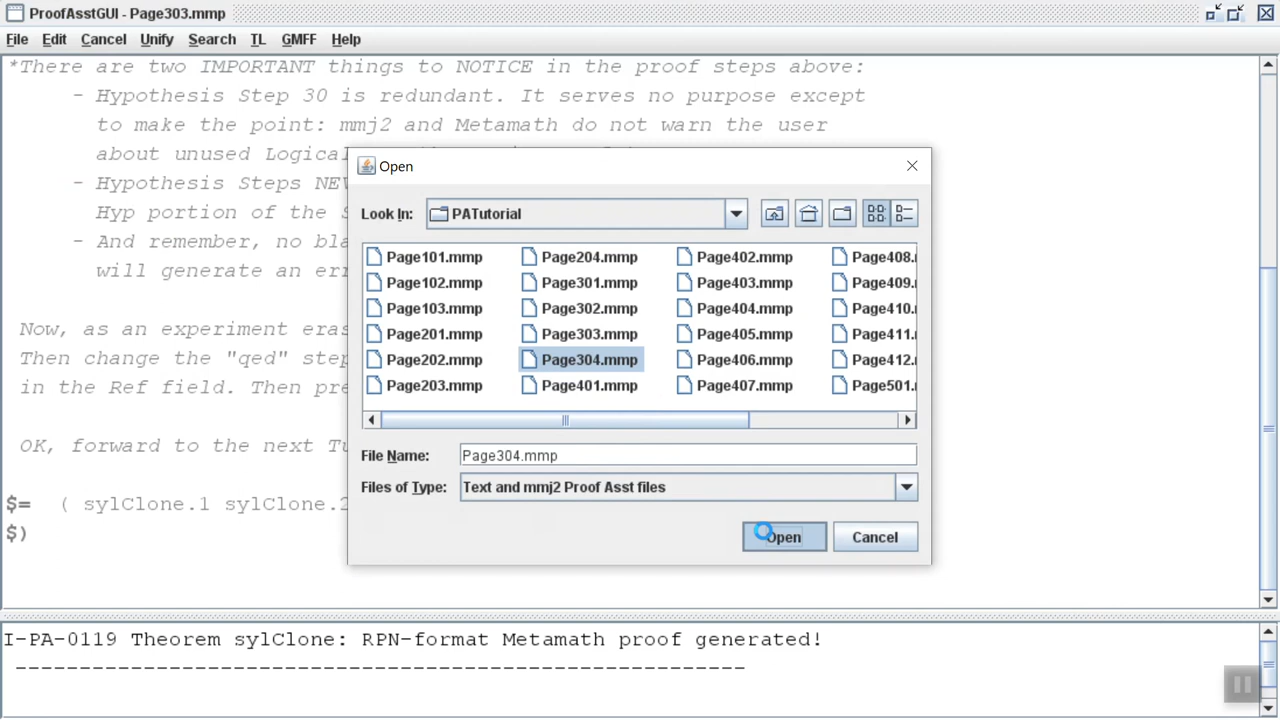 ProofAsstGUI - Page303.mmp
File Edit Cancel Unify Search TL GMFF Help
*There are two IMPORTANT things to NOTICE in the proof steps above:
- Hypothesis Step 30 is redundant. It serves no purpose except
to make the point: mmj2 and Metamath do not warn the user
about unused Logical
- Hypothesis Steps NEV
Hyp portion of the S
- And remember, no bla
will generate an err
Now, as an experiment eras
Then change the "qed" step
in the Ref field. Then pre
OK, forward to the next Tu
$= ( sylClone.1 sylClone.2
$)
Open
Look In: PATutorial
Page101.mmp Page204.mmp Page402.mmp Page408.
Page102.mmp Page301.mmp Page403.mmp Page409.
Page103.mmp Page302.mmp Page404.mmp Page410.
Page201.mmp Page303.mmp Page405.mmp Page411.
Page202.mmp Page304.mmp Page406.mmp Page412.
Page203.mmp Page401.mmp Page407.mmp Page501.
File Name: Page304.mmp
Files of Type: Text and mmj2 Proof Asst files
Open Cancel
I-PA-0119 Theorem sylClone: RPN-format Metamath proof generated!
---------------------------------------------------------------